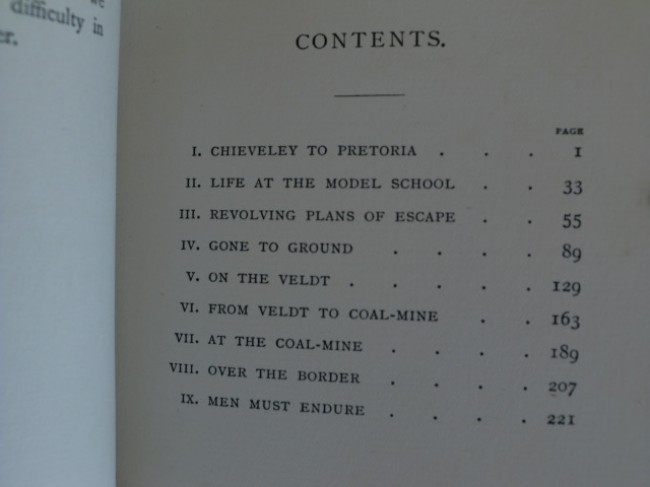 difficulty in
er.
CONTENTS.
PAGE
I. CHIEVELEY TO PRETORIA . . . 1
II. LIFE AT THE MODEL SCHOOL . . 33
III. REVOLVING PLANS OF ESCAPE . . 55
IV. GONE TO GROUND . . . . 89
V. ON THE VELDT . . . . 129
VI. FROM VELDT TO COAL-MINE . . 163
VII. AT THE COAL-MINE . . . . 189
VIII. OVER THE BORDER . . . . 207
IX. MEN MUST ENDURE . . . . 221